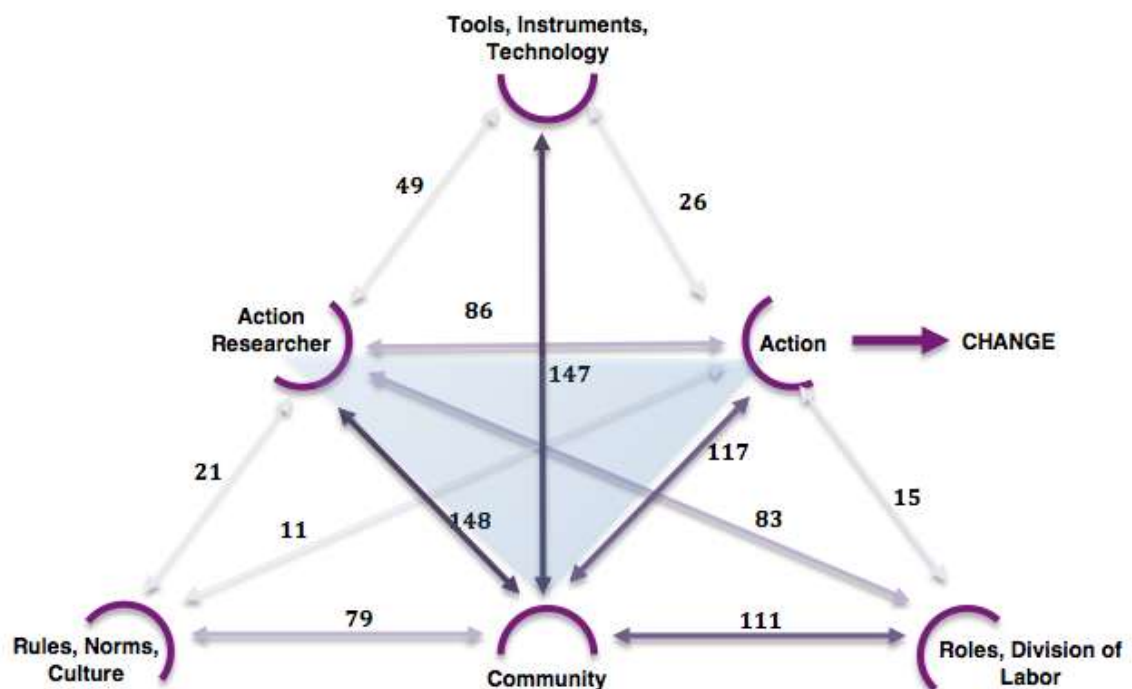 Tools, Instruments,
Technology
49
26
86
Action
Researcher
Action
CHANGE
147
117
21
11
148
83
15
79
111
Rules, Norms,
Culture
Community
Roles, Division of
Labor